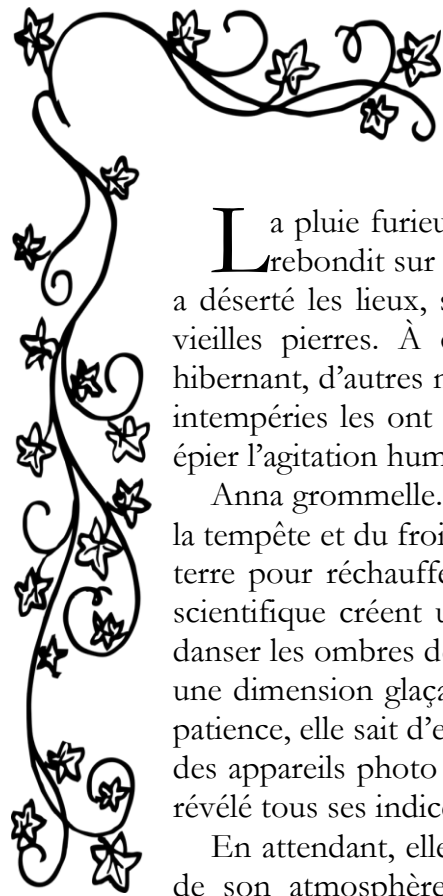 La pluie furieu
rebondit sur
a déserté les lieux, s
vieilles pierres. À
hibernant, d'autres
intempéries les ont
épier l'agitation hum
Anna grommelle.
la tempête et du froi
terre pour réchauffe
scientifique créent u
danser les ombres d
une dimension glaça
patience, elle sait d'e
des appareils photo
révélé tous ses indice
En attendant, elle
de son atmosphère